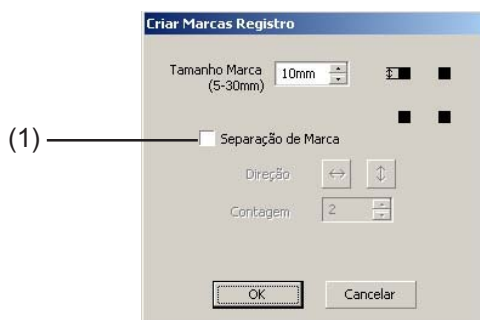 Criar Marcas Registro
Tamanho Marca 10mm
(5-30mm)
(1) Separação de Marca
Direção
Contagem 2
OK Cancelar